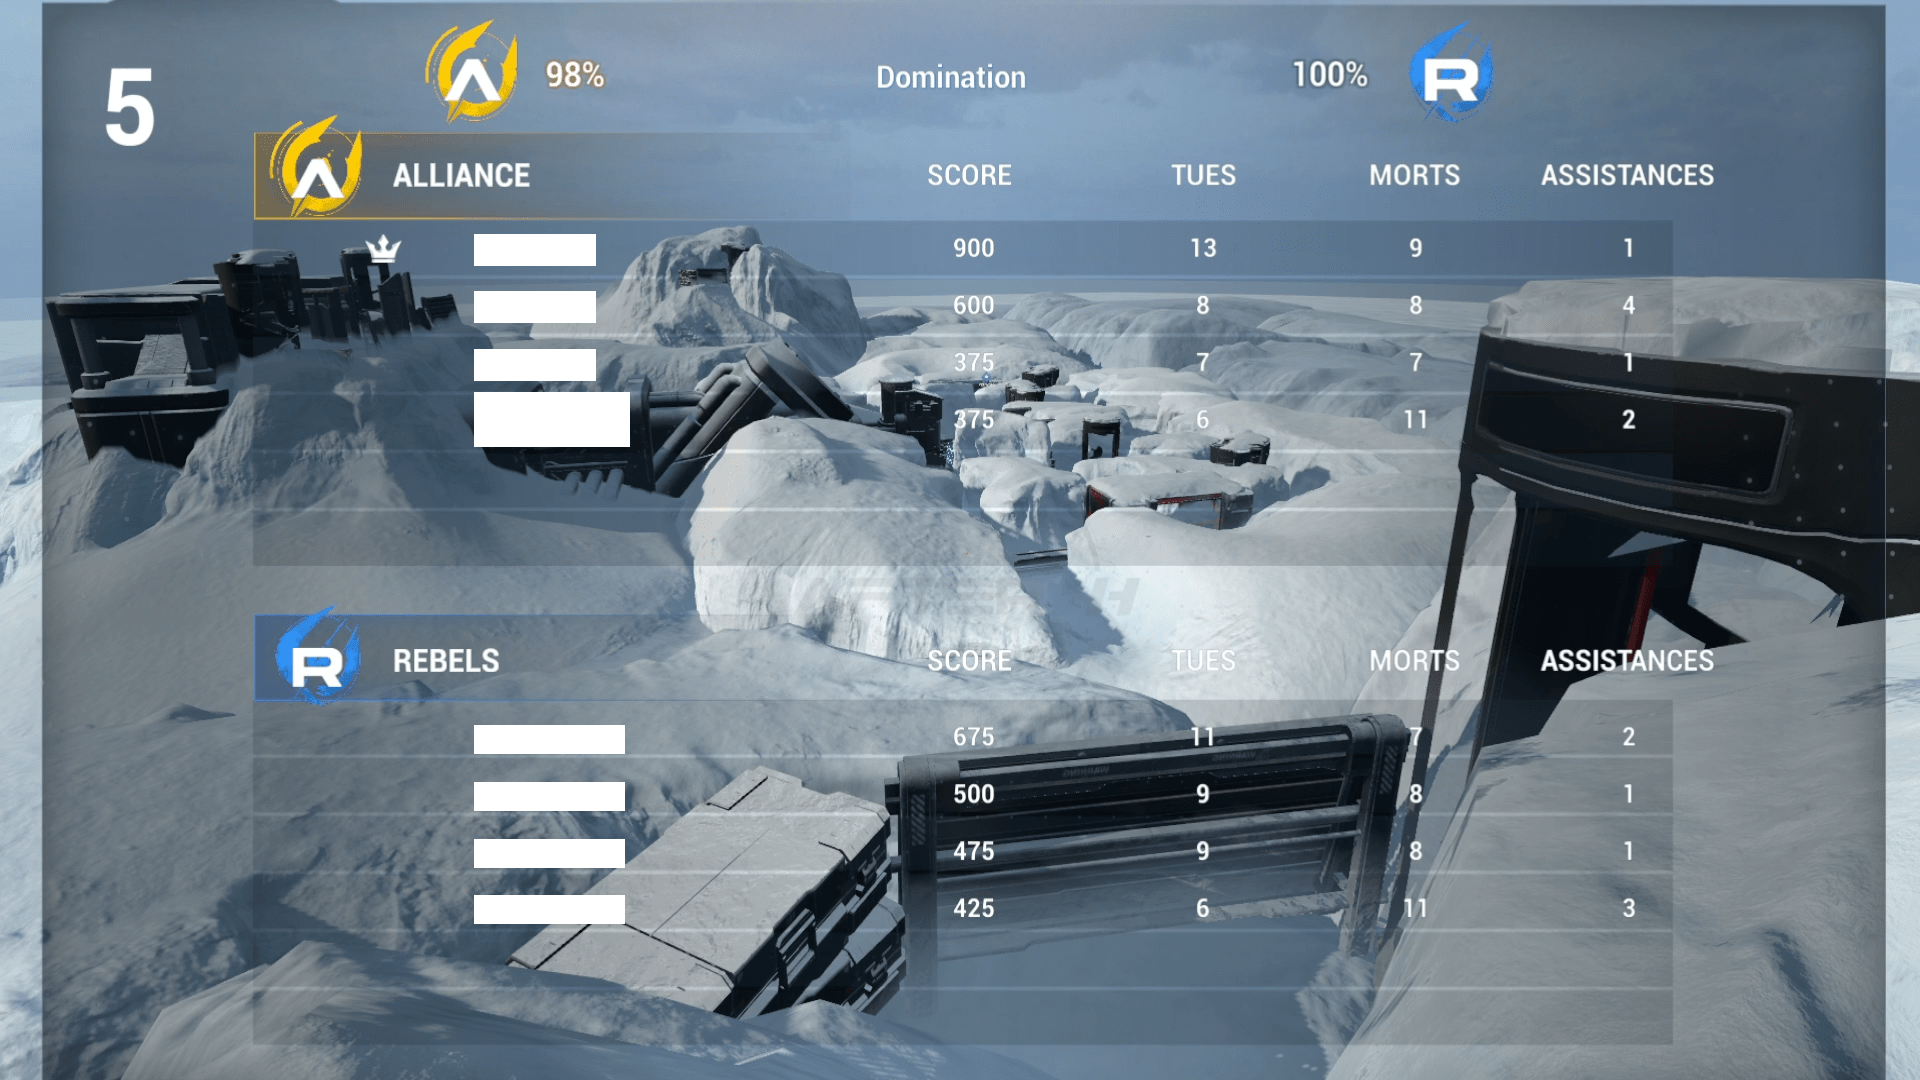 5
98%
Domination
100%
R
ALLIANCE SCORE TUES MORTS ASSISTANCES
900 13 9 1
600 8 8 4
375 7 7 1
375 6 11 2
R REBELS SCORE TUES MORTS ASSISTANCES
675 11 7 2
500 9 8 1
475 9 8 1
425 6 11 3